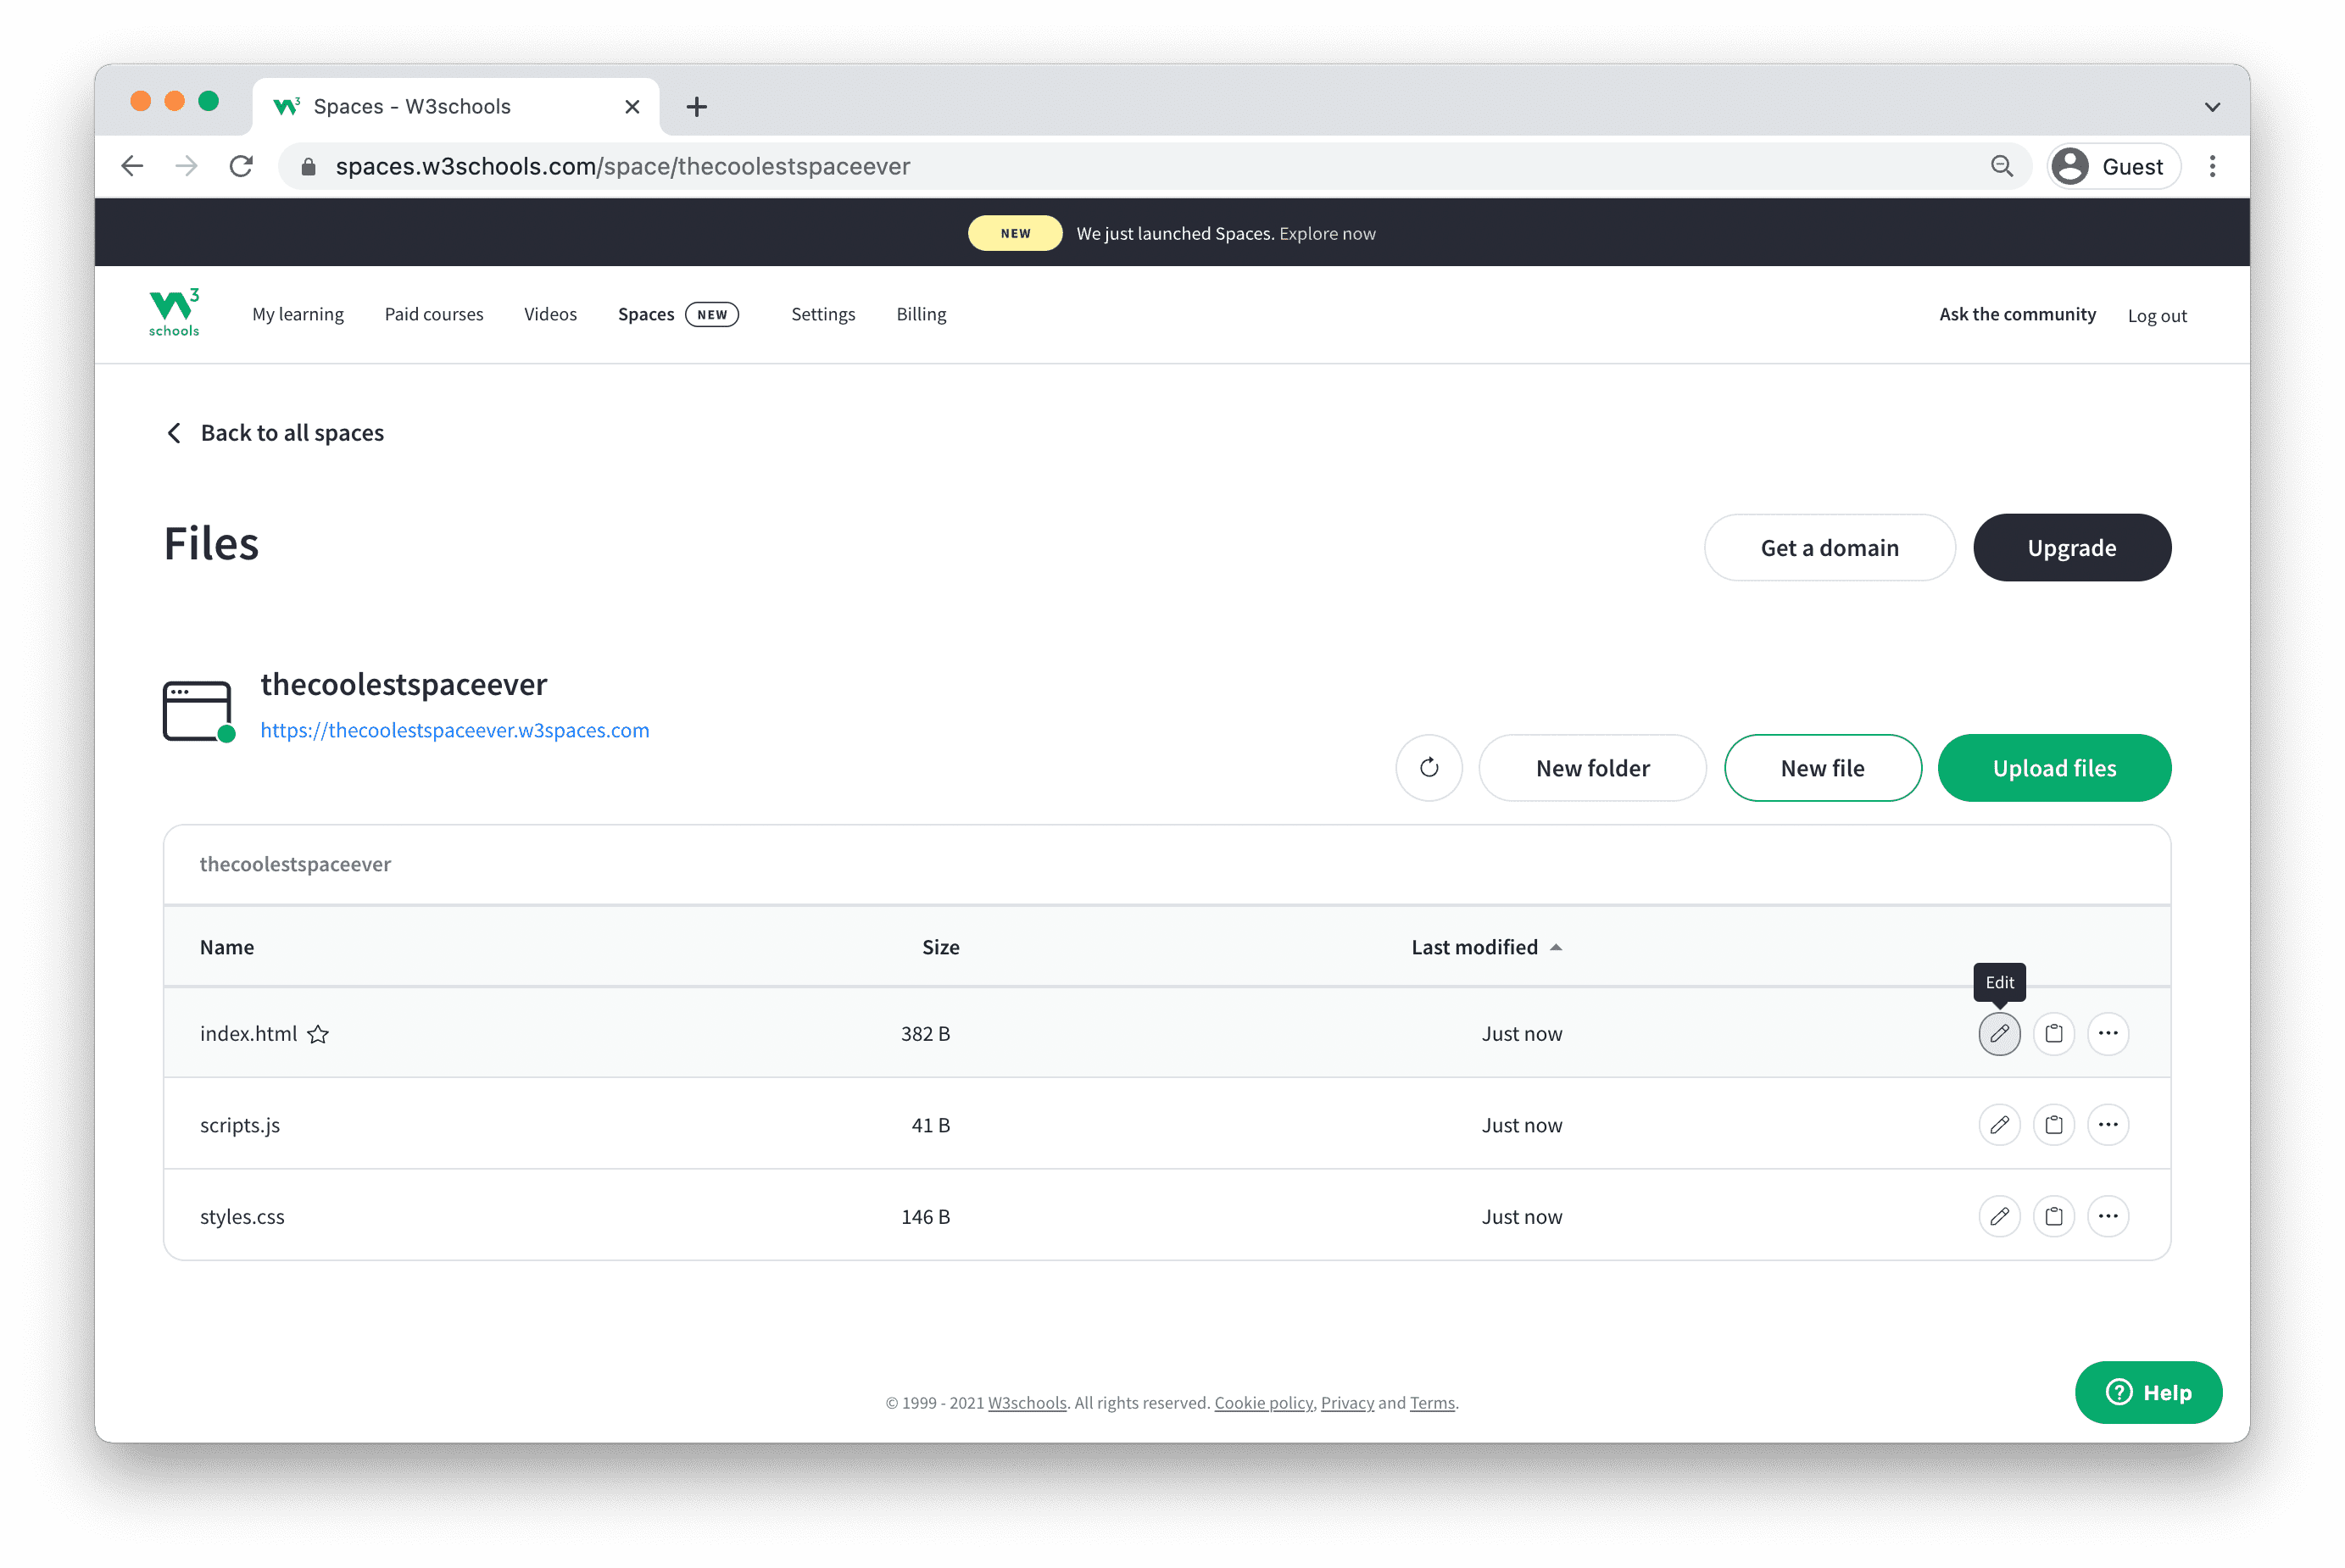 Spaces - W3schools
spaces.w3schools.com/space/thecoolestspaceever
Guest
NEW We just launched Spaces. Explore now
W3 schools
My learning Paid courses Videos Spaces NEW Settings Billing Ask the community Log out
Back to all spaces
Files
Get a domain Upgrade
thecoolestspaceever
https://thecoolestspaceever.w3spaces.com
New folder New file Upload files
thecoolestspaceever
Name Size Last modified
Edit
index.html 382 B Just now
scripts.js 41 B Just now
styles.css 146 B Just now
© 1999 - 2021 W3schools. All rights reserved. Cookie policy, Privacy and Terms.
Help